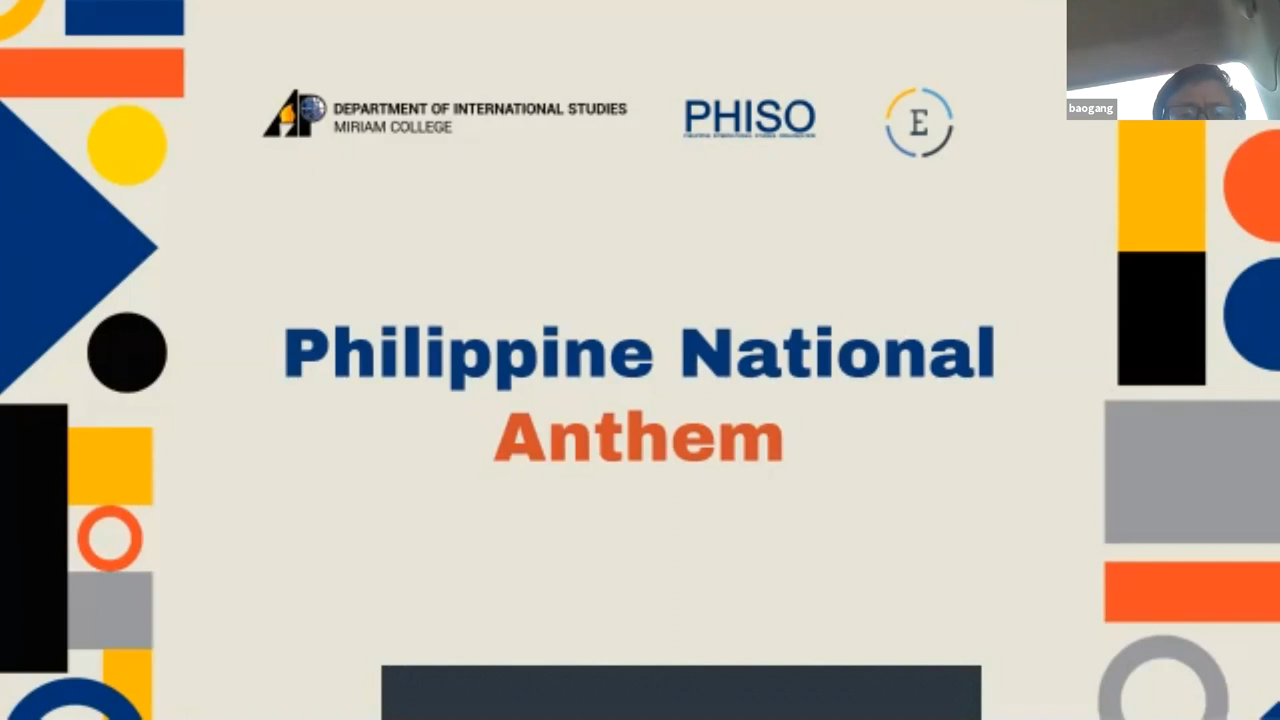 DEPARTMENT OF INTERNATIONAL STUDIES
MIRIAM COLLEGE
PHISO
E
baogang
Philippine National
Anthem